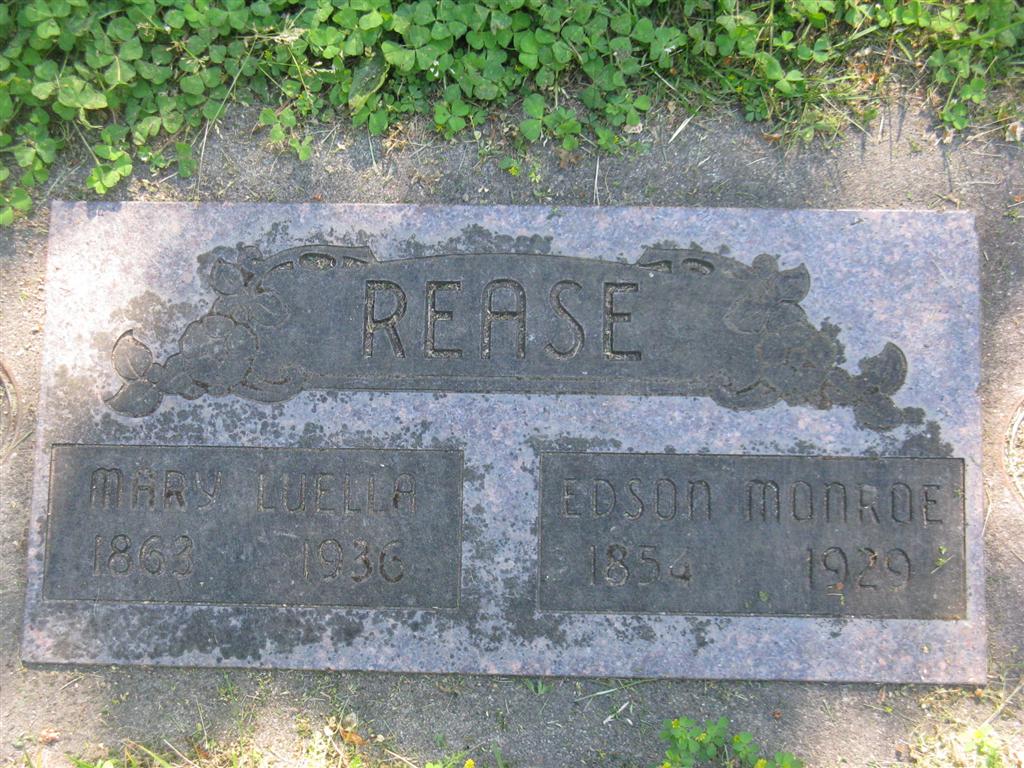 REASE
MARY LUELLA
1863 1936
EDSON MONROE
1854 1929